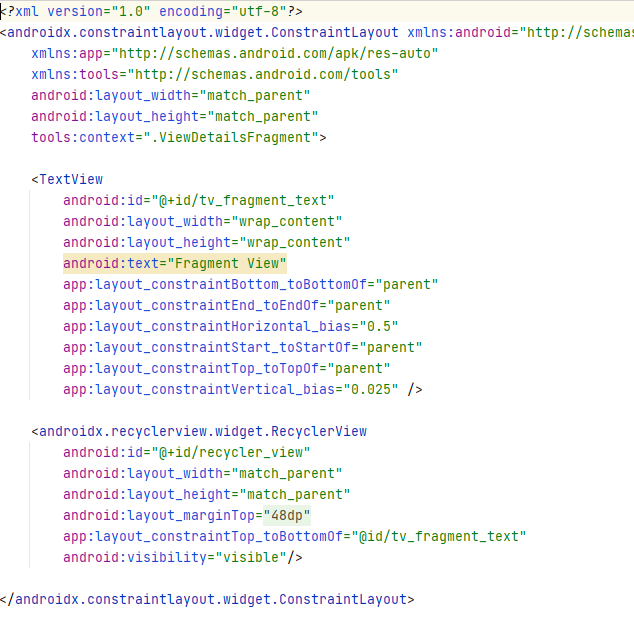 <?xml version="1.0" encoding="utf-8"?>
<androidx.constraintlayout.widget.ConstraintLayout xmlns:android="http://schemas
    xmlns:app="http://schemas.android.com/apk/res-auto"
    xmlns:tools="http://schemas.android.com/tools"
    android:layout_width="match_parent"
    android:layout_height="match_parent"
    tools:context=".ViewDetailsFragment">

    <TextView
        android:id="@+id/tv_fragment_text"
        android:layout_width="wrap_content"
        android:layout_height="wrap_content"
        android:text="Fragment View"
        app:layout_constraintBottom_toBottomOf="parent"
        app:layout_constraintEnd_toEndOf="parent"
        app:layout_constraintHorizontal_bias="0.5"
        app:layout_constraintStart_toStartOf="parent"
        app:layout_constraintTop_toTopOf="parent"
        app:layout_constraintVertical_bias="0.025" />

    <androidx.recyclerview.widget.RecyclerView
        android:id="@+id/recycler_view"
        android:layout_width="match_parent"
        android:layout_height="match_parent"
        android:layout_marginTop="48dp"
        app:layout_constraintTop_toBottomOf="@id/tv_fragment_text"
        android:visibility="visible"/>

</androidx.constraintlayout.widget.ConstraintLayout>